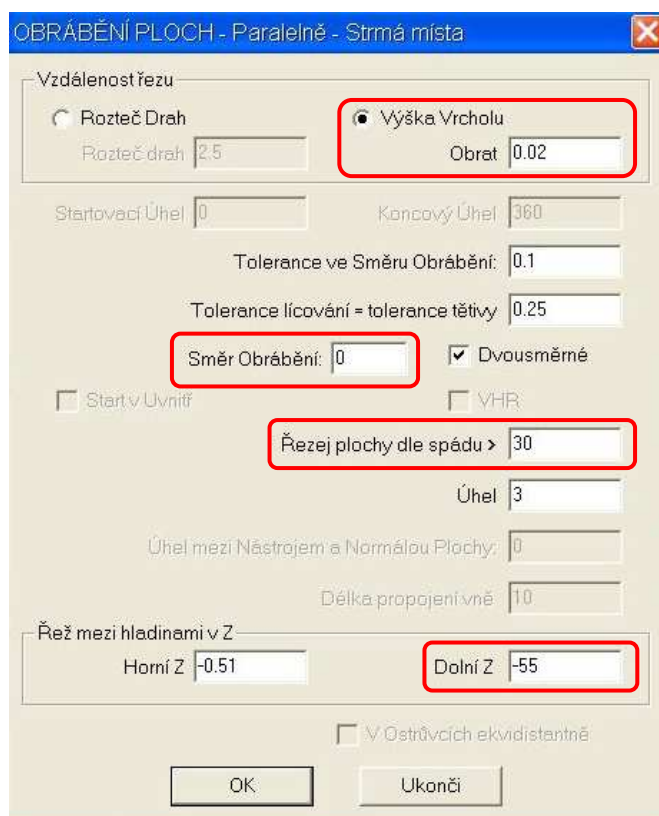 OBRÁBĚNÍ PLOCH - Paralelně - Strmá místa
Vzdálenost řezu
Rozteč Drah Výška Vrcholu
Rozteč drah 2.5 Obrat 0.02
Startovací Úhel 0 Koncový Úhel 360
Tolerance ve Směru Obrábění: 0.1
Tolerance lícování = tolerance tětivy 0.25
Směr Obrábění: 0 Dvousměrné
Start v Uvnitř VHR
Řezej plochy dle spádu > 30
Úhel 3
Úhel mezi Nástrojem a Normálou Plochy: 0
Délka propojení vně 10
Řež mezi hladinami v Z
Horní Z -0.51 Dolní Z -55
V Ostrůvcích ekvidistantně
OK Ukonči